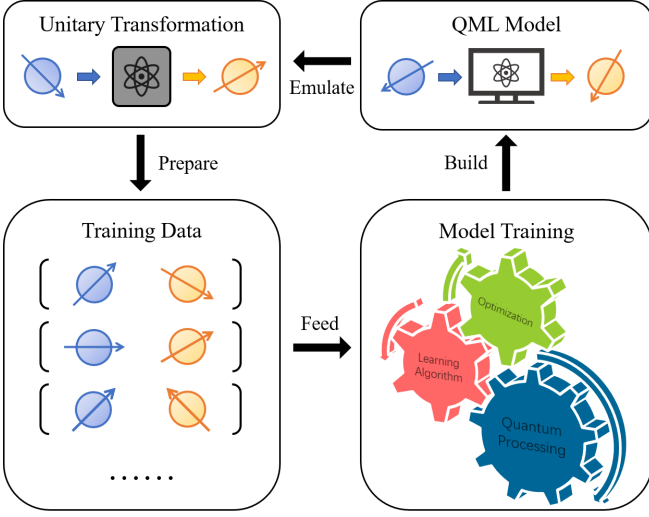 Unitary Transformation
QML Model
Emulate
Prepare
Build
Training Data
Model Training
Feed
Optimization
Learning
Algorithm
Quantum
Processing
......